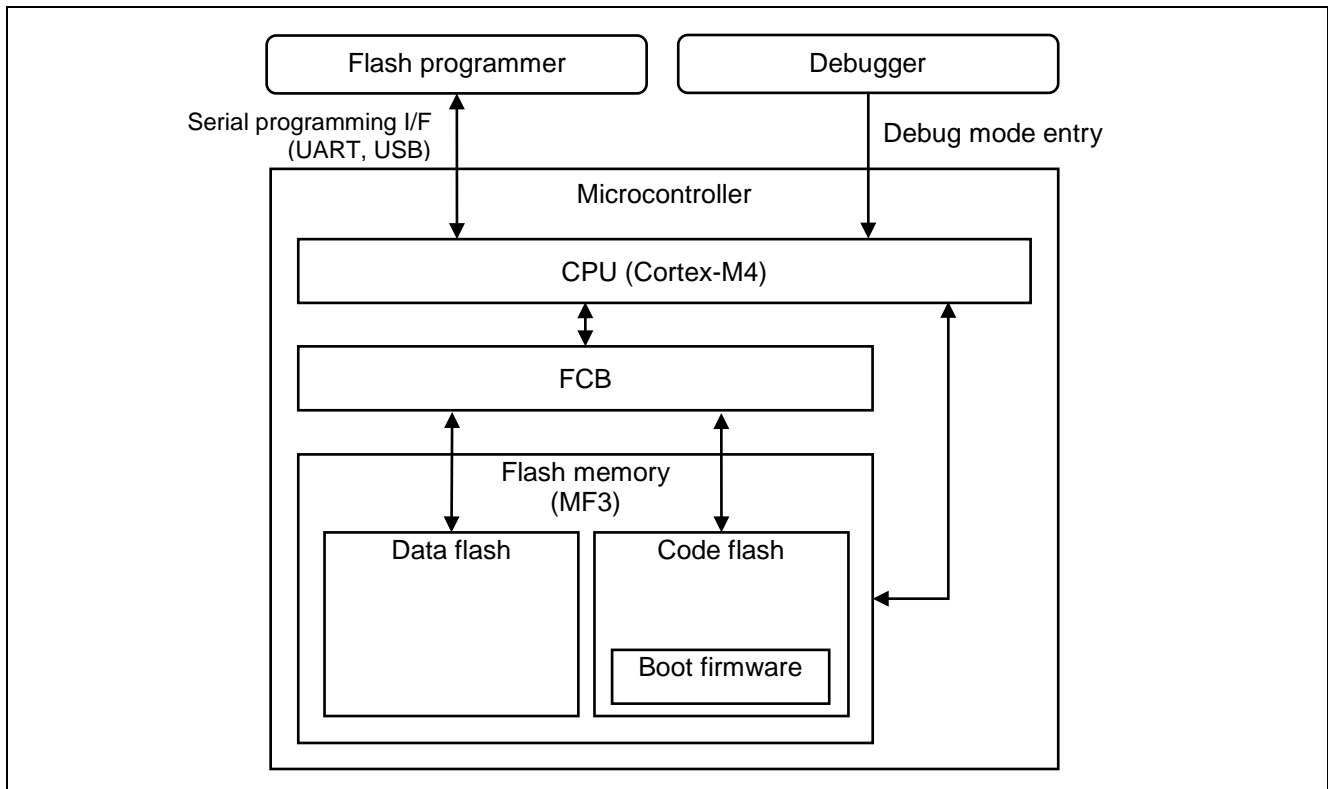 Flash programmer
Debugger
Serial programming I/F
(UART, USB)
Debug mode entry
Microcontroller
CPU (Cortex-M4)
FCB
Flash memory
(MF3)
Data flash
Code flash
Boot firmware